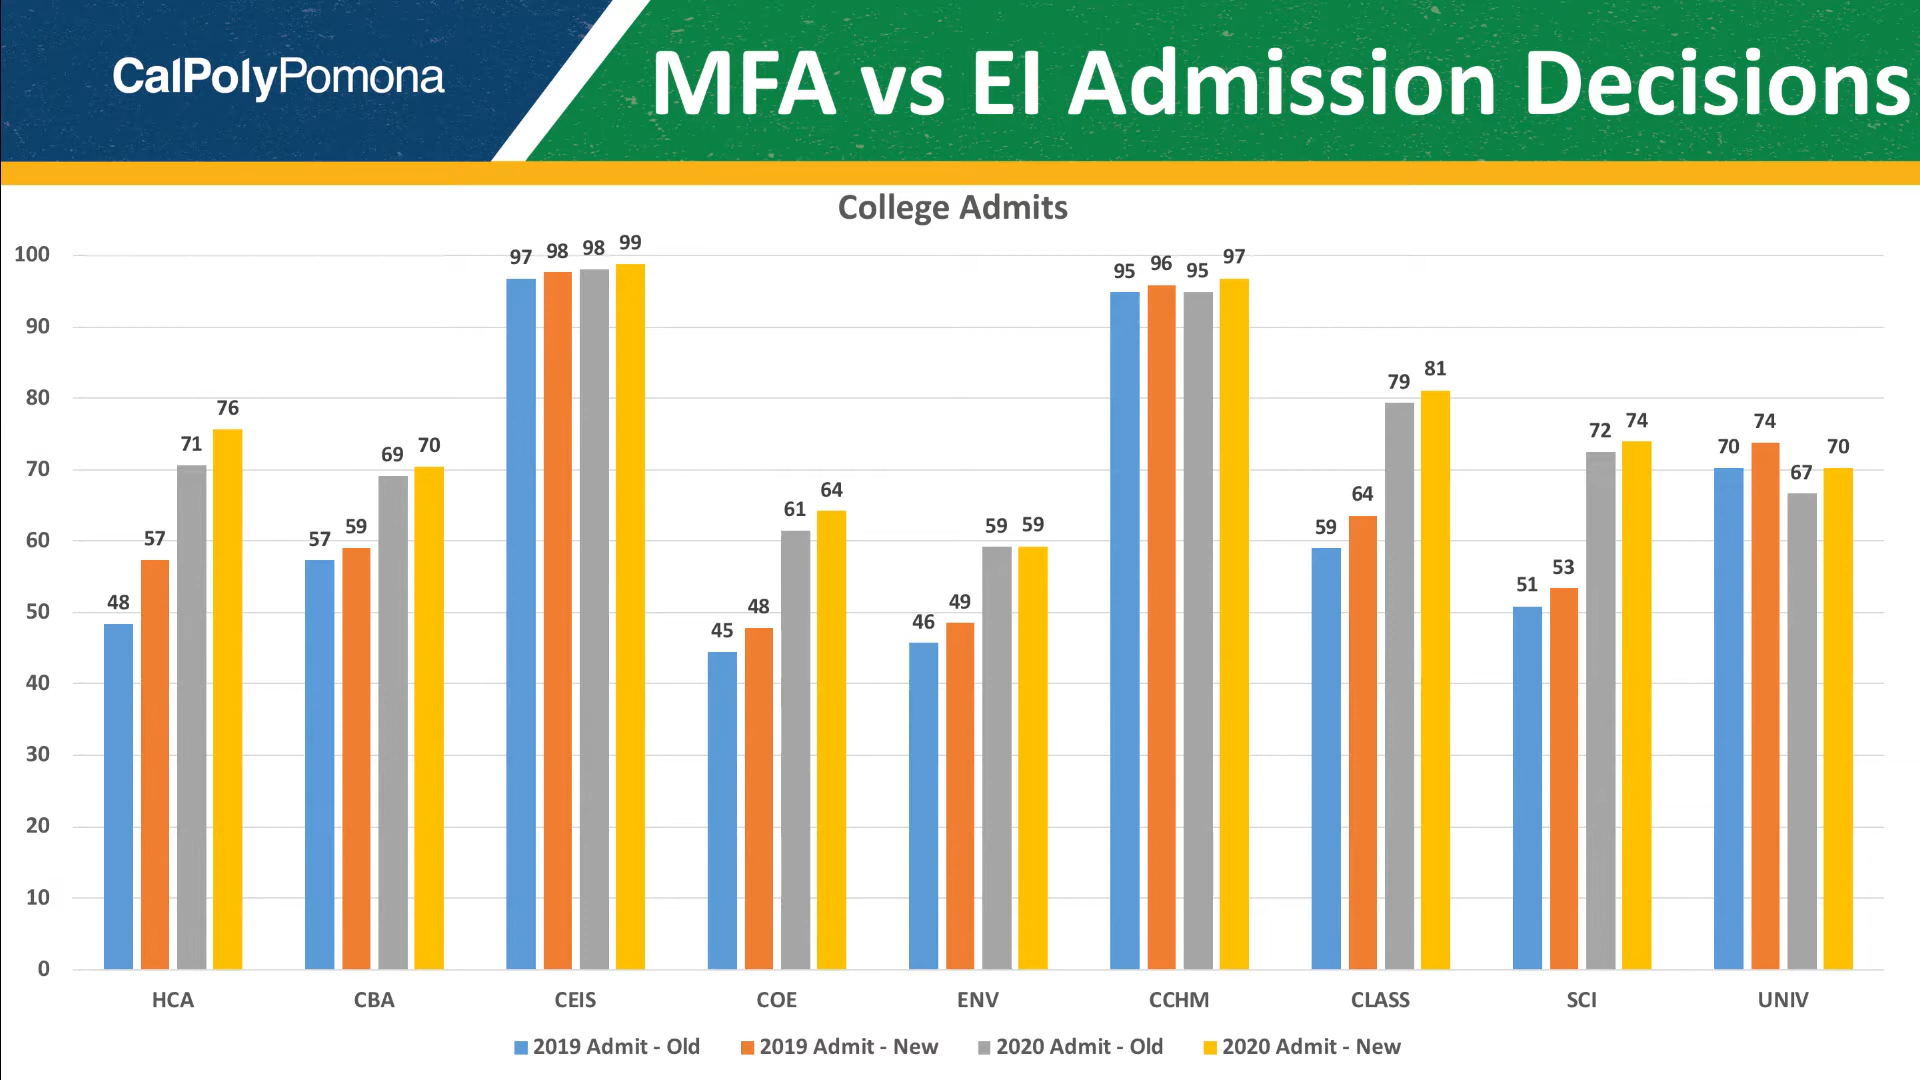 CalPolyPomona
MFA vs EI Admission Decisions
College Admits
100
90
80
70
60
50
40
30
20
10
0
48 57 71 76
57 59 69 70
97 98 98 99
45 48 61 64
46 49 59 59
95 96 95 97
59 64 79 81
51 53 72 74
70 74 67 70
HCA CBA CEIS COE ENV CCHM CLASS SCI UNIV
2019 Admit - Old 2019 Admit - New 2020 Admit - Old 2020 Admit - New